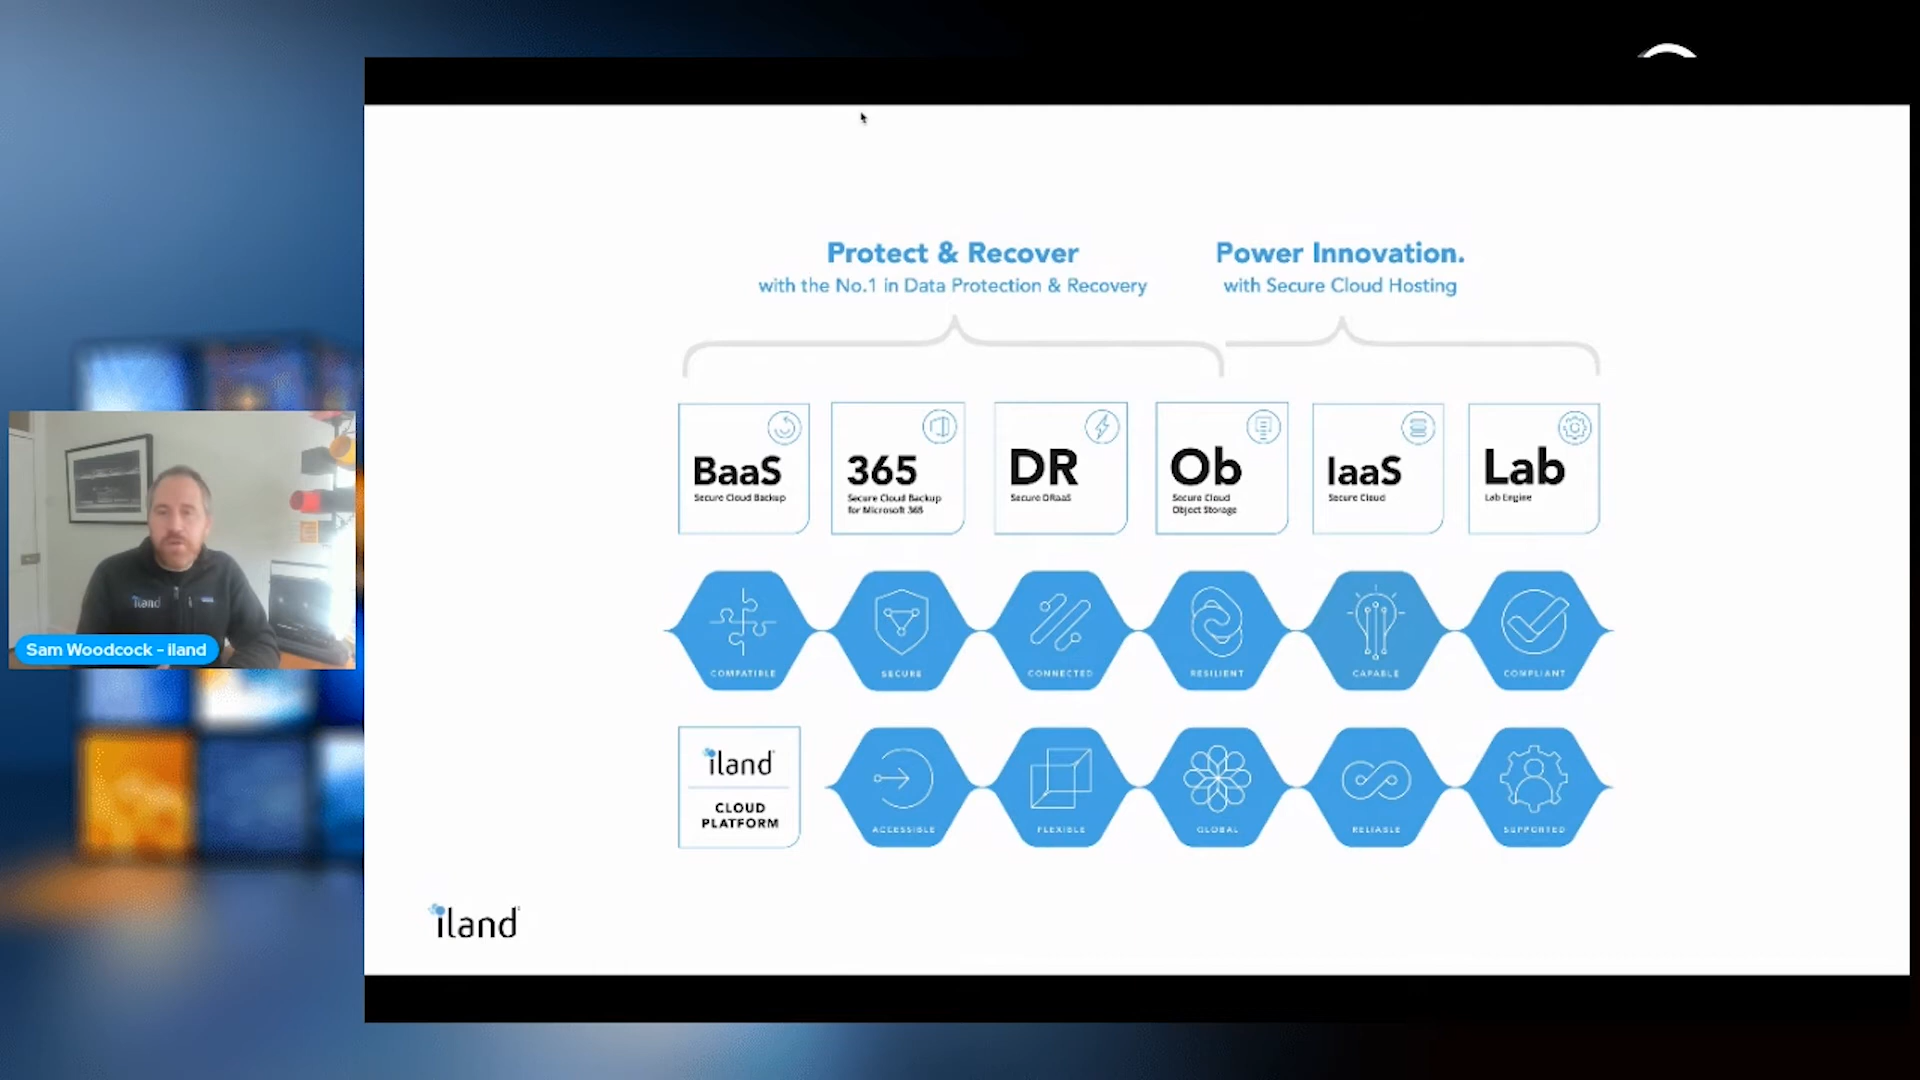 Protect & Recover
with the No.1 in Data Protection & Recovery
Power Innovation.
with Secure Cloud Hosting
BaaS
Secure Cloud Backup
365
Secure Cloud Backup
for Microsoft 365
DR
Secure DRaaS
Ob
Secure Cloud
Object Storage
IaaS
Secure Cloud
Lab
Lab Engine
COMPATIBLE
SECURE
CONNECTED
RESILIENT
CAPABLE
COMPLIANT
iland
CLOUD
PLATFORM
ACCESSIBLE
FLEXIBLE
GLOBAL
RELIABLE
SUPPORTED
iland
Sam Woodcock - iland
iland